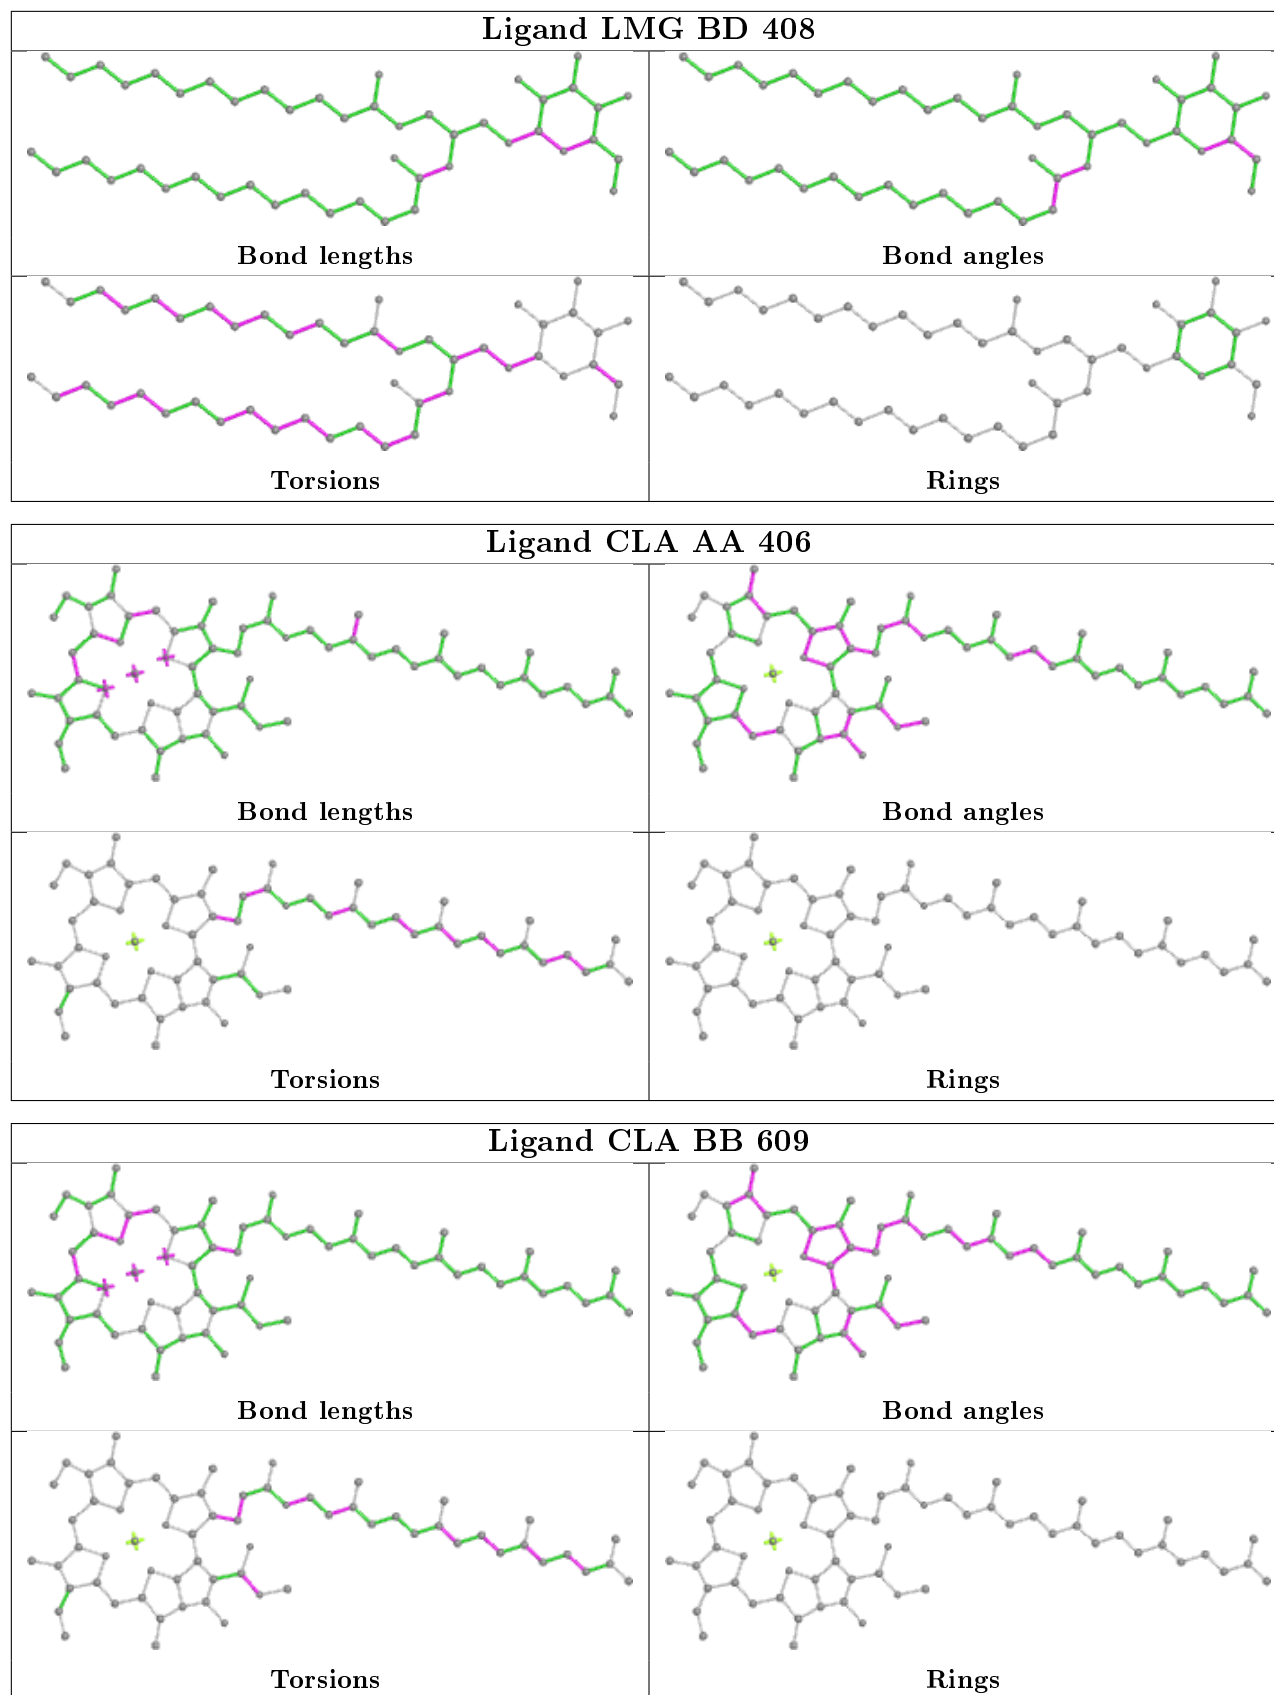 Ligand LMG BD 408
Bond lengths
Bond angles
Torsions
Rings
Ligand CLA AA 406
Bond lengths
Bond angles
Torsions
Rings
Ligand CLA BB 609
Bond lengths
Bond angles
Torsions
Rings